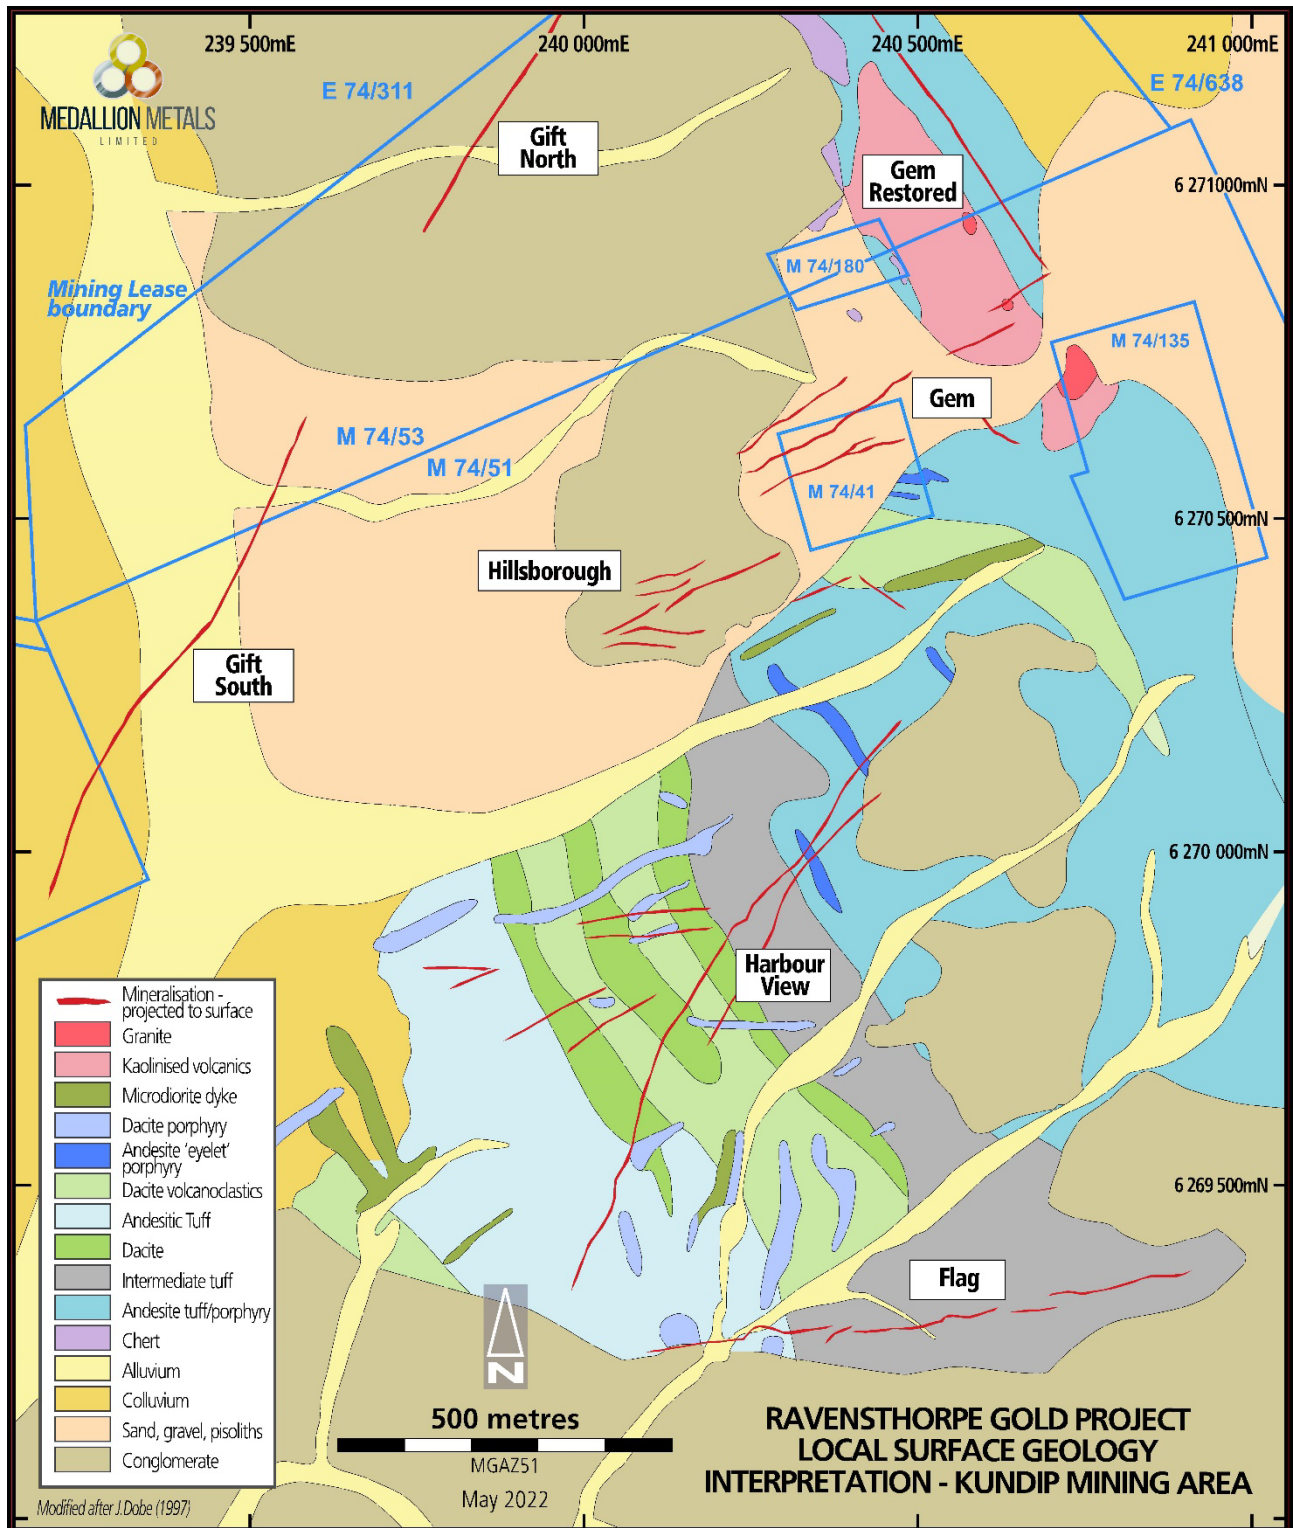 239 500mE
240 000mE
240 500mE
241 000mE
MEDALLION METALS
LIMITED
E 74/311
E 74/638
Gift
North
Gem
Restored
6 271000mN
M 74/180
Mining Lease
boundary
M 74/135
Gem
M 74/53
M 74/51
M 74/41
6 270 500mN
Hillsborough
Gift
South
6 270 000mN
Harbour
View
Mineralisation -
projected to surface
Granite
Kaolinised volcanics
Microdiorite dyke
Dacite porphyry
Andesite 'eyelet'
porphyry
Dacite volcanoclastics
Andesitic Tuff
Dacite
Intermediate tuff
Andesite tuff/porphyry
Chert
Alluvium
Colluvium
Sand, gravel, pisoliths
Conglomerate
6 269 500mN
Flag
N
500 metres
MGAZ51
May 2022
RAVENSTHORPE GOLD PROJECT
LOCAL SURFACE GEOLOGY
INTERPRETATION - KUNDIP MINING AREA
Modified after J.Dobe (1997)